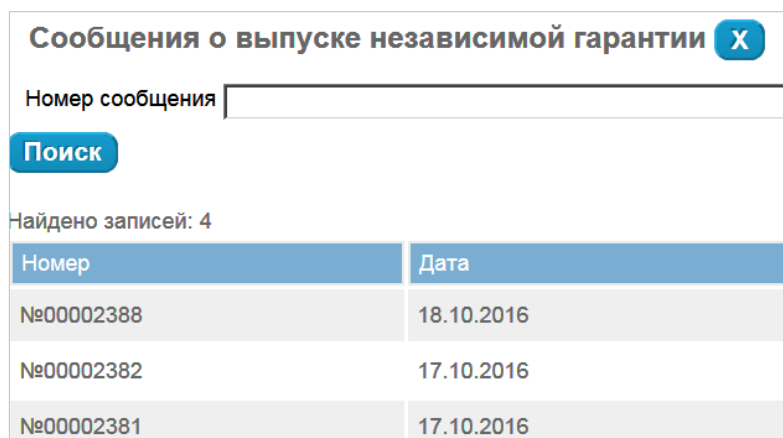 Сообщения о выпуске независимой гарантии X
Номер сообщения
Поиск
Найдено записей: 4
Номер Дата
№00002388 18.10.2016
№00002382 17.10.2016
№00002381 17.10.2016